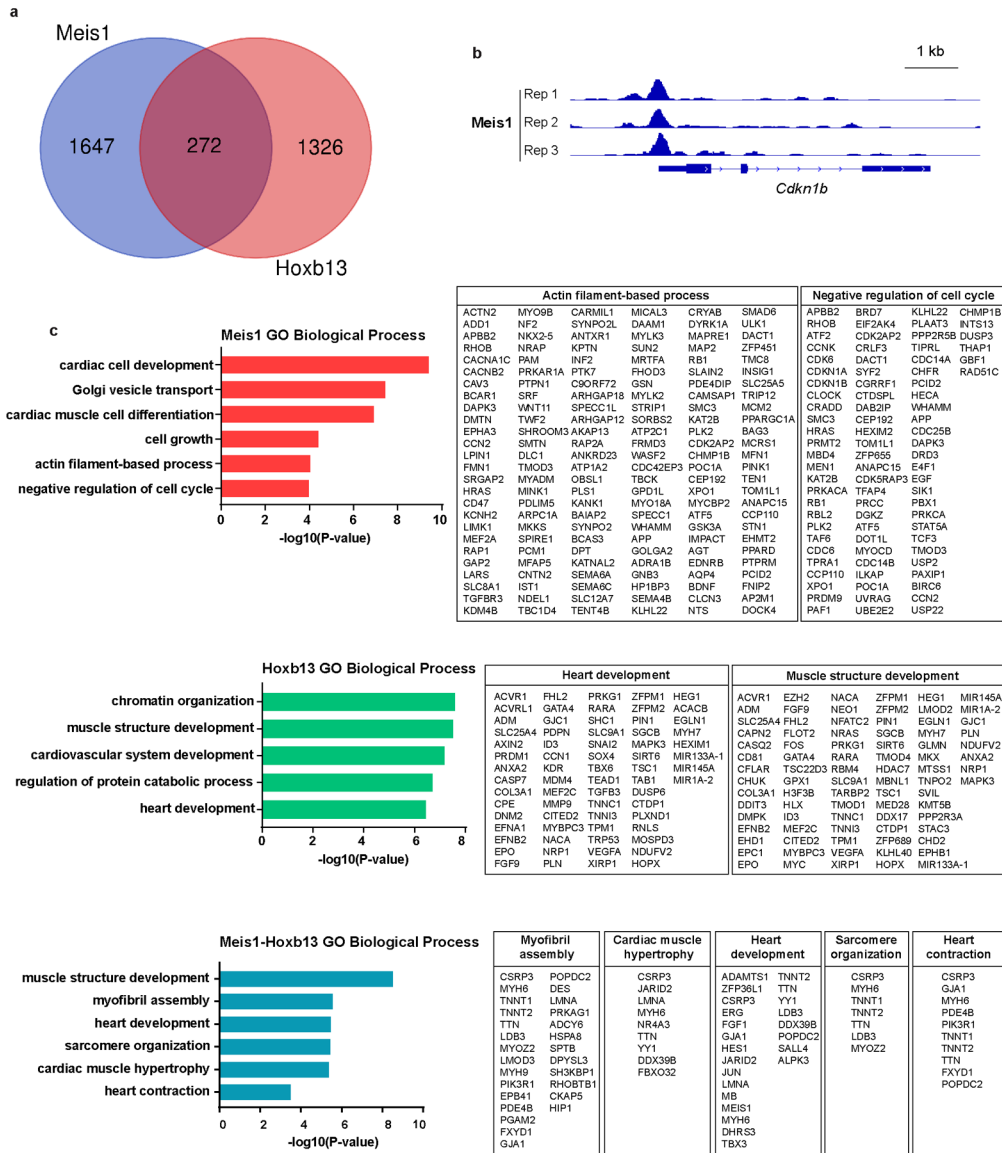 a
Meis1
1647
272
1326
Hoxb13
b
1 kb
Meis1
Rep 1
Rep 2
Rep 3
Cdkn1b
c
Meis1 GO Biological Process
cardiac cell development
Golgi vesicle transport
cardiac muscle cell differentiation
cell growth
actin filament-based process
negative regulation of cell cycle
0 2 4 6 8 10
-log10(P-value)
Actin filament-based process
ACTN2 MYO9B CARMIL1 MICAL3 CRYAB SMAD6
ADD1 NF2 SYNPO2L DAAM1 DYRK1A ULK1
APBB2 NKX2-5 ANTXR1 MYLK3 MAPRE1 DACT1
RHOB NRAP KPTN SUN2 MAP2 ZFP451
CACNA1C PAM INF2 MRTFA RB1 TMC8
CACNB2 PRKAR1A PTK7 FHOD3 SLAIN2 INSIG1
CAV3 PTPN1 C9ORF72 GSN PDE4DIP SLC25A5
BCAR1 SRF ARHGAP18 MYLK2 CAMSAP1 TRIP12
DAPK3 WNT11 SPECC1L STRIP1 SMC3 MCM2
DMTN TWF2 ARHGAP12 SORBS2 KAT2B PPARGC1A
EPHA3 SHROOM3 AKAP13 ATP2C1 PLK2 BAG3
CCN2 SMTN RAP2A FRMD3 CDK2AP2 MCRS1
LPIN1 DLC1 ANKRD23 WASF2 CHMP1B MFN1
FMN1 TMOD3 ATP1A2 CDC42EP3 POC1A PINK1
SRGAP2 MYADM OBSL1 TBCK CEP192 TEN1
HRAS MINK1 PLS1 GPD1L XPO1 TOM1L1
CD47 PDLIM5 KANK1 MYO18A MYCBP2 ANAPC15
KCNH2 ARPC1A BAIAP2 SPECC1 ATF5 CCP110
LIMK1 MKKS SYNPO2 WHAMM GSK3A STN1
MEF2A SPIRE1 BCAS3 APP IMPACT EHMT2
RAP1 PCM1 DPT GOLGA2 AGT PPARD
GAP2 MFAP5 KATNAL2 ADRA1B EDNRB PTPRM
LARS CNTN2 SEMA6A GNB3 AQP4 PCID2
SLC8A1 IST1 SEMA6C HP1BP3 BDNF FNIP2
TGFBR3 NDEL1 SLC12A7 SEMA4B CLCN3 AP2M1
KDM4B TBC1D4 TENT4B KLHL22 NTS DOCK4
Negative regulation of cell cycle
APBB2 BRD7 KLHL22 CHMP1B
RHOB EIF2AK4 PLAAT3 INTS13
ATF2 CDK2AP2 PPP2R5B DUSP3
CCNK CRLF3 TIPRL THAP1
CDK6 DACT1 CDC14A GBF1
CDKN1A SYF2 CHFR RAD51C
CDKN1B CGRRF1 PCID2
CLOCK CTDSPL HECA
CRADD DAB2IP WHAMM
SMC3 CEP192 APP
HRAS HEXIM2 CDC25B
PRMT2 TOM1L1 DAPK3
MBD4 ZFP655 DRD3
MEN1 ANAPC15 E4F1
KAT2B CDK5RAP3 EGF
PRKACA TFAP4 SIK1
RB1 PRCC PBX1
RBL2 DGKZ PRKCA
PLK2 ATF5 STAT5A
TAF6 DOT1L TCF3
CDC6 MYOCD TMOD3
TPRA1 CDC14B USP2
CCP110 ILKAP PAXIP1
XPO1 POC1A BIRC6
PRDM9 UVRAG CCN2
PAF1 UBE2E2 USP22
Hoxb13 GO Biological Process
chromatin organization
muscle structure development
cardiovascular system development
regulation of protein catabolic process
heart development
0 2 4 6 8
-log10(P-value)
Heart development
ACVR1 FHL2 PRKG1 ZFPM1 HEG1
ACVRL1 GATA4 RARA ZFPM2 ACACB
ADM GJC1 SHC1 PIN1 EGLN1
SLC25A4 PDPN SLC9A1 SGCB MYH7
AXIN2 ID3 SNAI2 MAPK3 HEXIM1
PRDM1 CCN1 SOX4 SIRT6 MIR133A-1
ANXA2 KDR TBX6 TSC1 MIR145A
CASP7 MDM4 TEAD1 TAB1 MIR1A-2
COL3A1 MEF2C TGFB3 DUSP6
CPE MMP9 TNNC1 CTDP1
DNM2 CITED2 TNNI3 PLXND1
EFNA1 MYBPC3 TPM1 RNLS
EFNB2 NACA TRP53 MOSPD3
EPO NRP1 VEGFA NDUFV2
FGF9 PLN XIRP1 HOPX
Muscle structure development
ACVR1 EZH2 NACA ZFPM1 HEG1 MIR145A
ADM FGF9 NEO1 ZFPM2 LMOD2 MIR1A-2
SLC25A4 FHL2 NFATC2 PIN1 EGLN1 GJC1
CAPN2 FLOT2 NRAS SGCB MYH7 PLN
CASQ2 FOS PRKG1 SIRT6 GLMN NDUFV2
CD81 GATA4 RARA TMOD4 MKX ANXA2
CFLAR TSC22D3 RBM4 HDAC7 MTSS1 NRP1
CHUK GPX1 SLC9A1 MBNL1 TNPO2 MAPK3
COL3A1 H3F3B TARBP2 TSC1 SVIL
DDIT3 HLX TMOD1 MED28 KMT5B
DMPK ID3 TNNC1 DDX17 PPP2R3A
EFNB2 MEF2C TNNI3 CTDP1 STAC3
EHD1 CITED2 TPM1 ZFP689 CHD2
EPC1 MYBPC3 VEGFA KLHL40 EPHB1
EPO MYC XIRP1 HOPX MIR133A-1
Meis1-Hoxb13 GO Biological Process
muscle structure development
myofibril assembly
heart development
sarcomere organization
cardiac muscle hypertrophy
heart contraction
0 2 4 6 8 10
-log10(P-value)
Myofibril
assembly
CSRP3 POPDC2
MYH6 DES
TNNT1 LMNA
TNNT2 PRKAG1
TTN ADCY6
LDB3 HSPA8
MYOZ2 SPTB
LMOD3 DPYSL3
MYH9 SH3KBP1
PIK3R1 RHOBTB1
EPB41 CKAP5
PDE4B HIP1
PGAM2
FXYD1
GJA1
Cardiac muscle
hypertrophy
CSRP3
JARID2
LMNA
MYH6
NR4A3
TTN
YY1
DDX39B
FBXO32
Heart
development
ADAMTS1 TNNT2
ZFP36L1 TTN
CSRP3 YY1
ERG LDB3
FGF1 DDX39B
GJA1 POPDC2
HES1 SALL4
JARID2 ALPK3
JUN
LMNA
MB
MEIS1
MYH6
DHRS3
TBX3
Sarcomere
organization
CSRP3
MYH6
TNNT1
TNNT2
TTN
LDB3
MYOZ2
Heart
contraction
CSRP3
GJA1
MYH6
PDE4B
PIK3R1
TNNT1
TNNT2
TTN
FXYD1
POPDC2